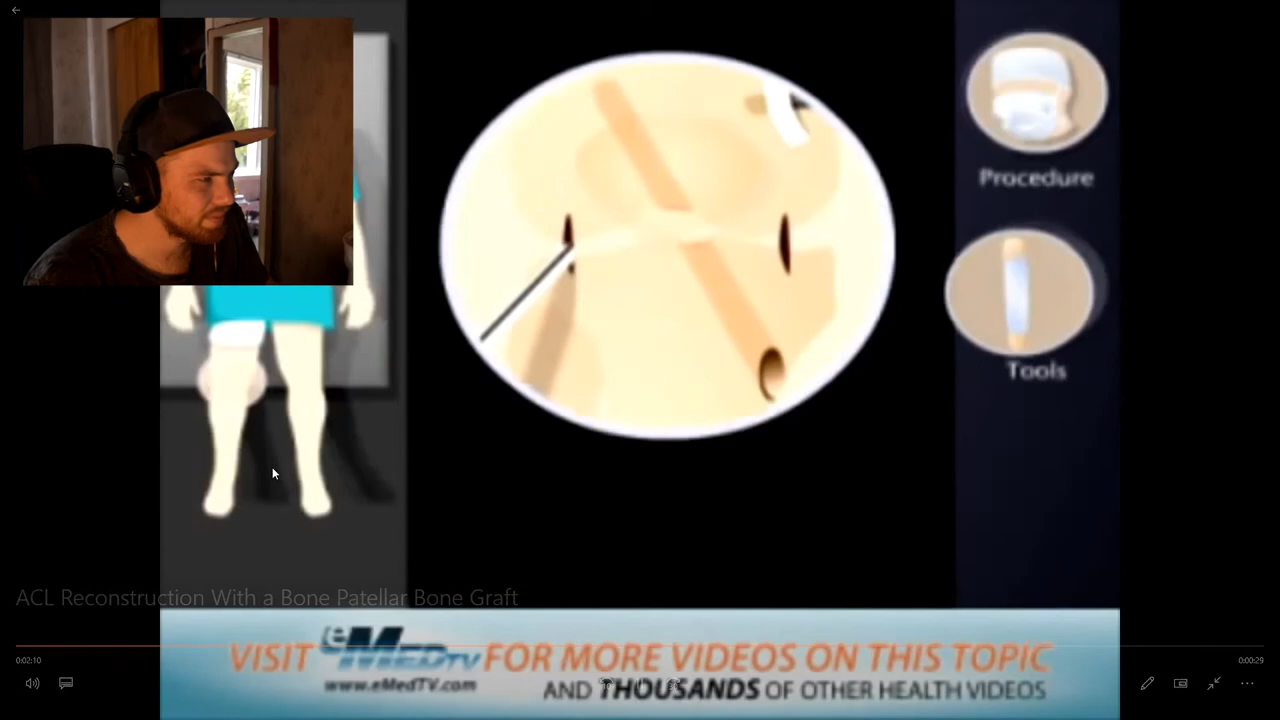 Procedure
Tools
ACL Reconstruction With a Bone Patellar Bone Graft
VISIT eMEDTV FOR MORE VIDEOS ON THIS TOPIC
www.eMedTV.com AND THOUSANDS OF OTHER HEALTH VIDEOS
0:02:10
0:00:29